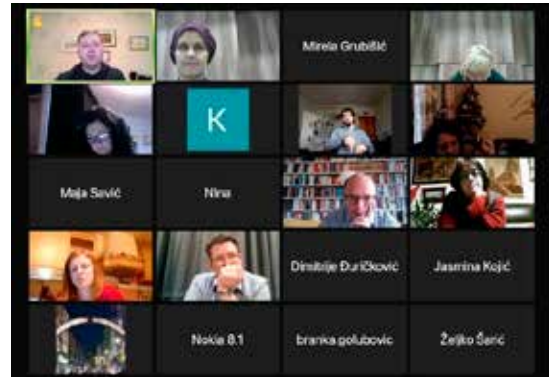 Mirela Grubišić
K
Maja Savić
Nina
Dimitrije Đuričković
Jasmina Kojić
Nokia 8.1
branka.golubovic
Željko Šarić